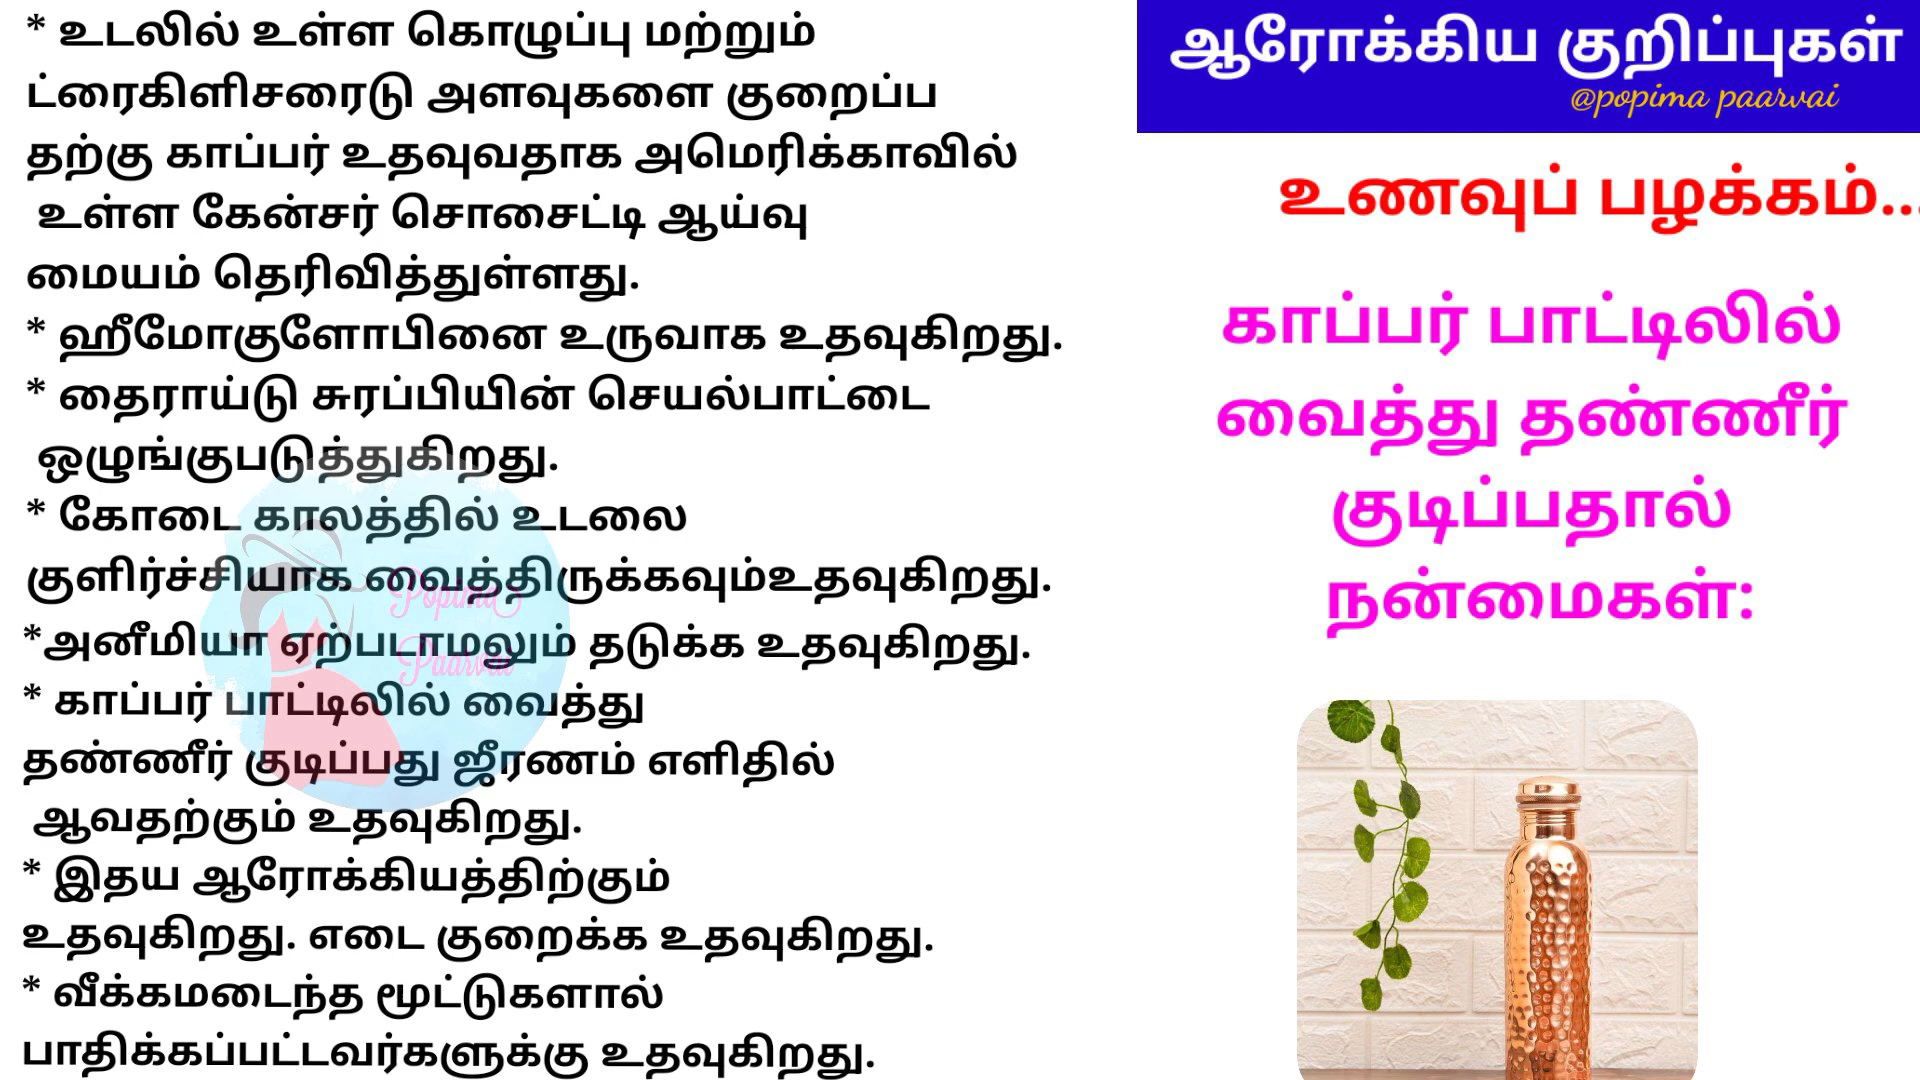 * உடலில் உள்ள கொழுப்பு மற்றும்
ட்ரைகிளிசரைடு அளவுகளை குறைப்ப
தற்கு காப்பர் உதவுவதாக அமெரிக்காவில்
உள்ள கேன்சர் சொசைட்டி ஆய்வு
மையம் தெரிவித்துள்ளது.
* ஹீமோகுளோபினை உருவாக உதவுகிறது.
* தைராய்டு சுரப்பியின் செயல்பாட்டை
ஒழுங்குபடுத்துகிறது.
* கோடை காலத்தில் உடலை
குளிர்ச்சியாக வைத்திருக்கவும்உதவுகிறது.
*அனீமியா ஏற்படாமலும் தடுக்க உதவுகிறது.
* காப்பர் பாட்டிலில் வைத்து
தண்ணீர் குடிப்பது ஜீரணம் எளிதில்
ஆவதற்கும் உதவுகிறது.
* இதய ஆரோக்கியத்திற்கும்
உதவுகிறது. எடை குறைக்க உதவுகிறது.
* வீக்கமடைந்த மூட்டுகளால்
பாதிக்கப்பட்டவர்களுக்கு உதவுகிறது.
Popima
Paarvai
ஆரோக்கிய குறிப்புகள்
@popima paarvai
உணவுப் பழக்கம்...
காப்பர் பாட்டிலில்
வைத்து தண்ணீர்
குடிப்பதால்
நன்மைகள்: